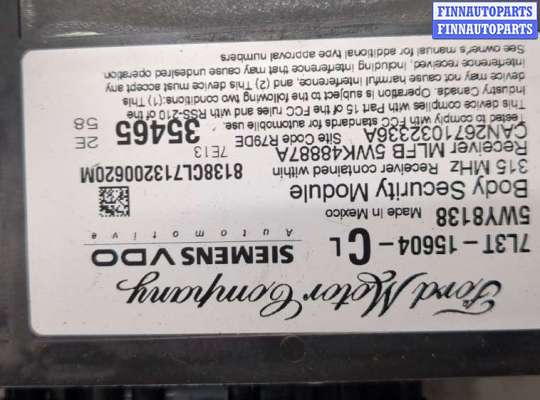 FINNAUTOPARTS
FINNAUTOPARTS
Ford Motor Company
SIEMENS VDO
Automotive
7L3T-15604-CL
5WY8138 Made in Mexico
Body Security Module
315 MHz Receiver contained within
Receiver MLFB 5WK48887A
CAN2671032336A
8138CL713200620M
7E13
Site Code R79DE
35465
2E
58
Tested to comply with FCC standards for automobile use.
This device complies with Part 15 of the FCC rules and with RSS-210 of the
Industry Canada. Operation is subject to the following two conditions:(1) This
device may not cause harmful interference, and (2) This device must accept any
interference received, including interference that may cause undesired operation
See owner's manual for additional type approval numbers